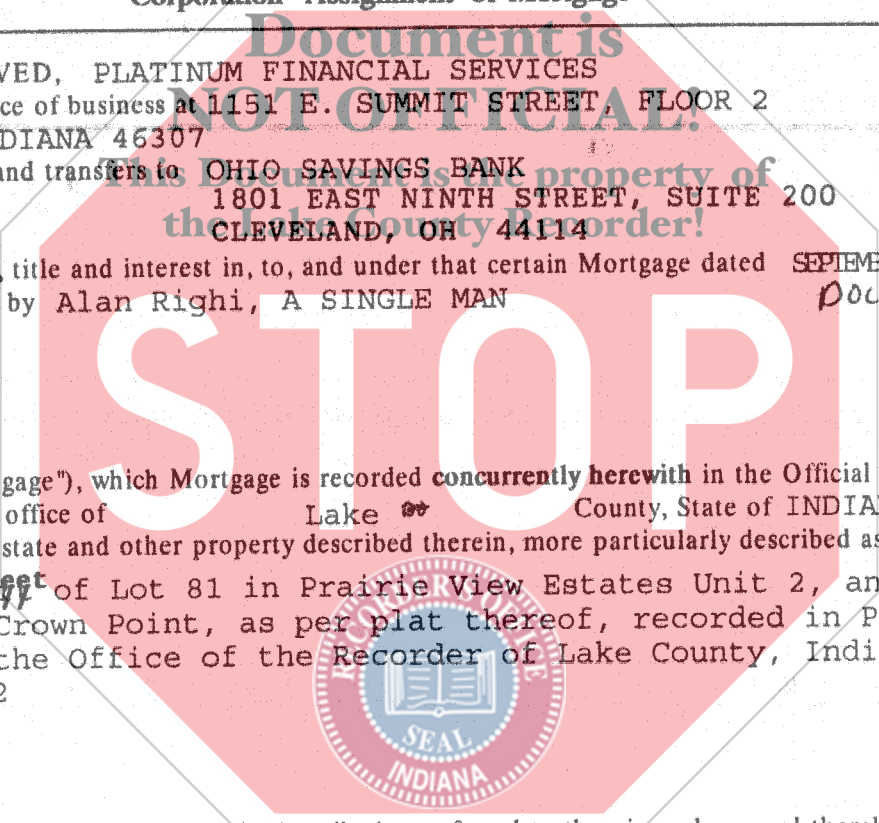 Corporation Assignment of Mortgage
Document is
VED, PLATINUM FINANCIAL SERVICES
ce of business at 1151 E. SUMMIT STREET, FLOOR 2
NOT OFFICIAL!
DIANA 46307
and transfers to OHIO SAVINGS BANK
This Document is the property of
1801 EAST NINTH STREET, SUITE 200
the Lake County Recorder!
CLEVELAND, OH 44114
, title and interest in, to, and under that certain Mortgage dated SEPTEMB
by Alan Righi, A SINGLE MAN DOC
STOP
gage"), which Mortgage is recorded concurrently herewith in the Official
office of Lake County, State of INDIA
state and other property described therein, more particularly described as
eet of Lot 81 in Prairie View Estates Unit 2, an
Crown Point, as per plat thereof, recorded in P
the Office of the Recorder of Lake County, Indi
2
RECORDER'S OFFICE
SEAL
INDIANA